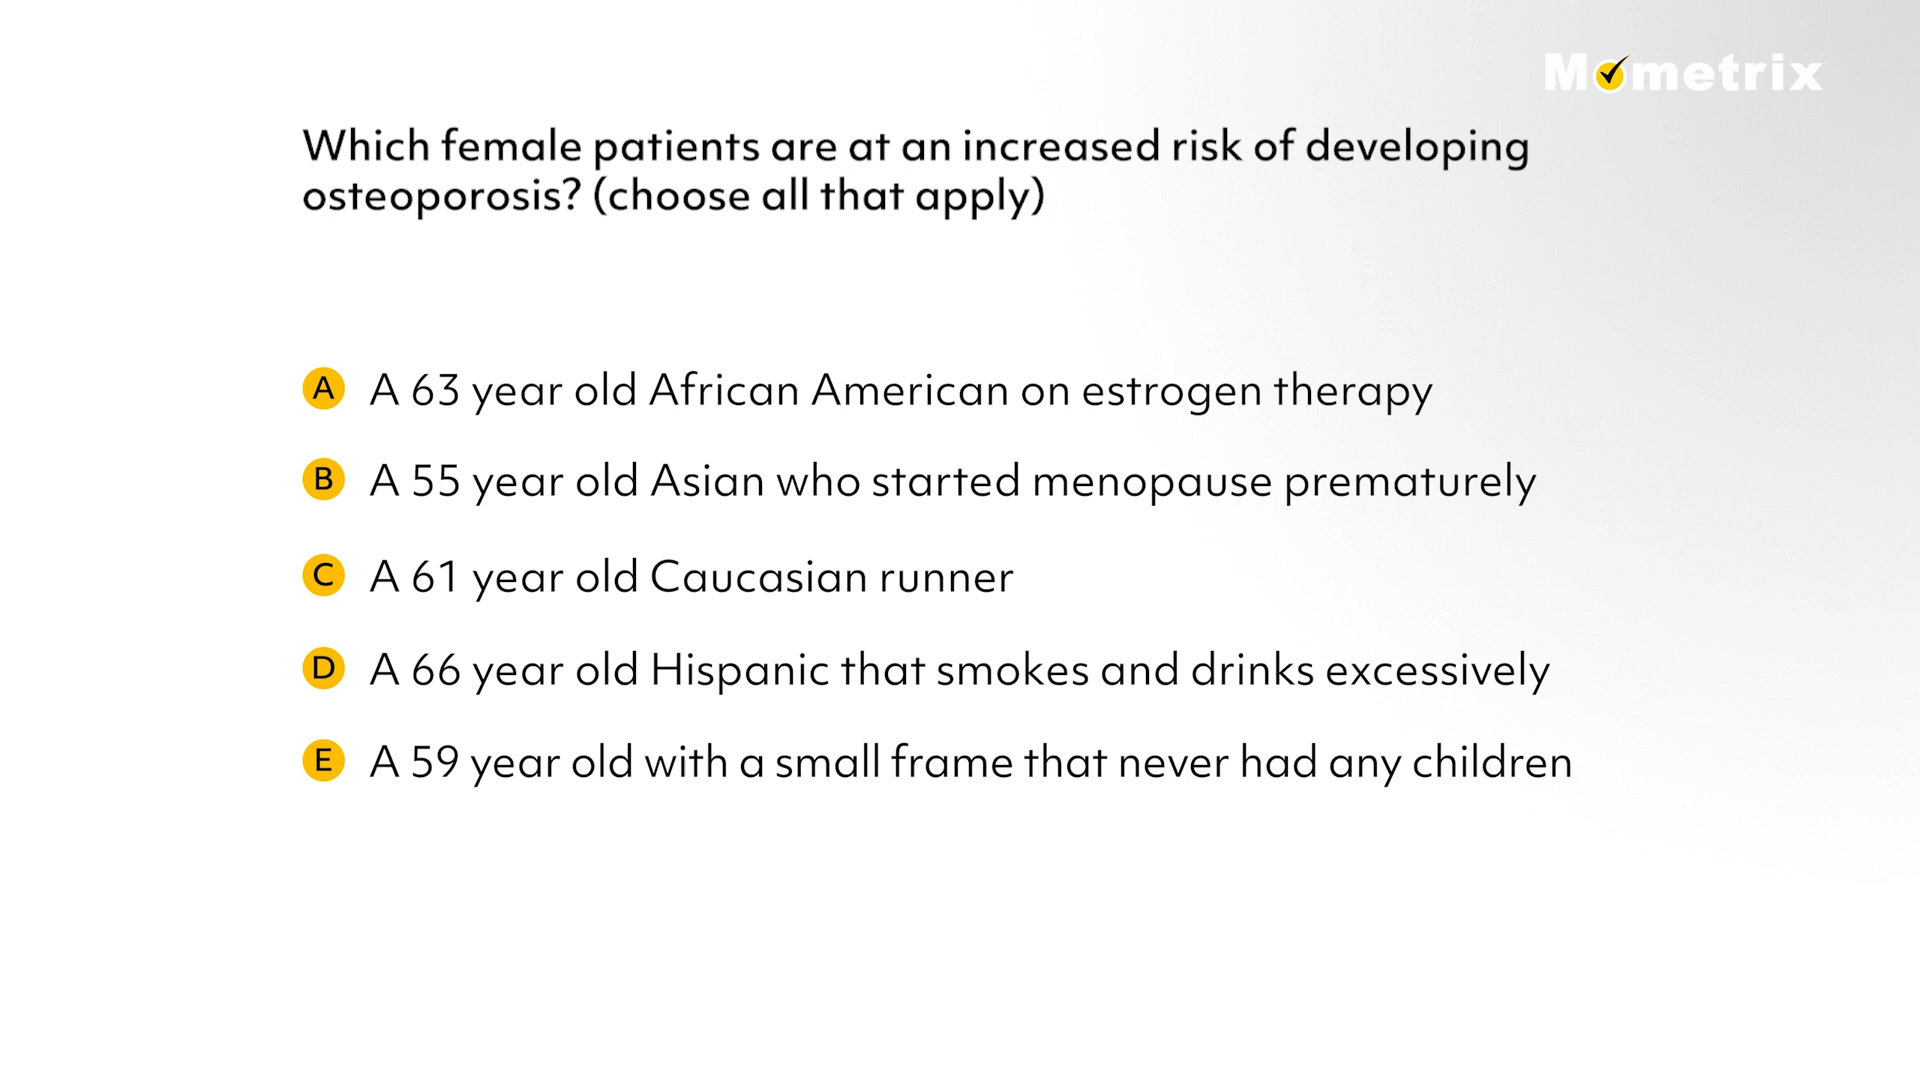 Mometrix
Which female patients are at an increased risk of developing
osteoporosis? (choose all that apply)
A A 63 year old African American on estrogen therapy
B A 55 year old Asian who started menopause prematurely
C A 61 year old Caucasian runner
D A 66 year old Hispanic that smokes and drinks excessively
E A 59 year old with a small frame that never had any children